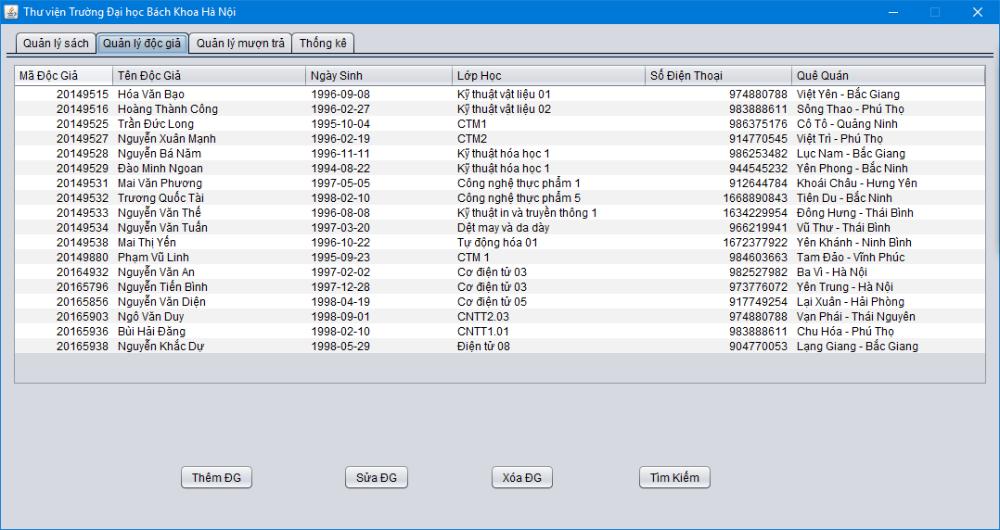 Thư viện Trường Đại học Bách Khoa Hà Nội
Quản lý sách Quản lý độc giả Quản lý mượn trả Thống kê
Mã Độc Giả Tên Độc Giả Ngày Sinh Lớp Học Số Điện Thoại Quê Quán
20149515 Hóa Văn Bạo 1996-09-08 Kỹ thuật vật liệu 01 974880788 Việt Yên - Bắc Giang
20149516 Hoàng Thành Công 1996-02-27 Kỹ thuật vật liệu 02 983888611 Sông Thao - Phú Thọ
20149525 Trần Đức Long 1995-10-04 CTM1 986375176 Cô Tô - Quảng Ninh
20149527 Nguyễn Xuân Mạnh 1996-02-19 CTM2 914770545 Việt Trì - Phú Thọ
20149528 Nguyễn Bá Năm 1996-11-11 Kỹ thuật hóa học 1 986253482 Lục Nam - Bắc Giang
20149529 Đào Minh Ngoan 1994-08-22 Kỹ thuật hóa học 1 944545232 Yên Phong - Bắc Ninh
20149531 Mai Văn Phương 1997-05-05 Công nghệ thực phẩm 1 912644784 Khoái Châu - Hưng Yên
20149532 Trương Quốc Tài 1998-02-10 Công nghệ thực phẩm 5 1668890843 Tiên Du - Bắc Ninh
20149533 Nguyễn Văn Thế 1996-08-08 Kỹ thuật in và truyền thông 1 1634229954 Đông Hưng - Thái Bình
20149534 Nguyễn Văn Tuấn 1997-03-20 Dệt may và da dày 966219941 Vũ Thư - Thái Bình
20149538 Mai Thị Yến 1996-10-22 Tự động hóa 01 1672377922 Yên Khánh - Ninh Bình
20149880 Phạm Vũ Linh 1995-09-23 CTM 1 984603663 Tam Đảo - Vĩnh Phúc
20164932 Nguyễn Văn An 1997-02-02 Cơ điện tử 03 982527982 Ba Vì - Hà Nội
20165796 Nguyễn Tiến Bình 1997-12-28 Cơ điện tử 03 973776072 Yên Trung - Hà Nội
20165856 Nguyễn Văn Diện 1998-04-19 Cơ điện tử 05 917749254 Lại Xuân - Hải Phòng
20165903 Ngô Văn Duy 1998-09-01 CNTT2.03 974880788 Vạn Phái - Thái Nguyên
20165936 Bùi Hải Đăng 1998-02-10 CNTT1.01 983888611 Chu Hóa - Phú Thọ
20165938 Nguyễn Khắc Dự 1998-05-29 Điện tử 08 904770053 Lạng Giang - Bắc Giang
Thêm ĐG Sửa ĐG Xóa ĐG Tìm Kiếm